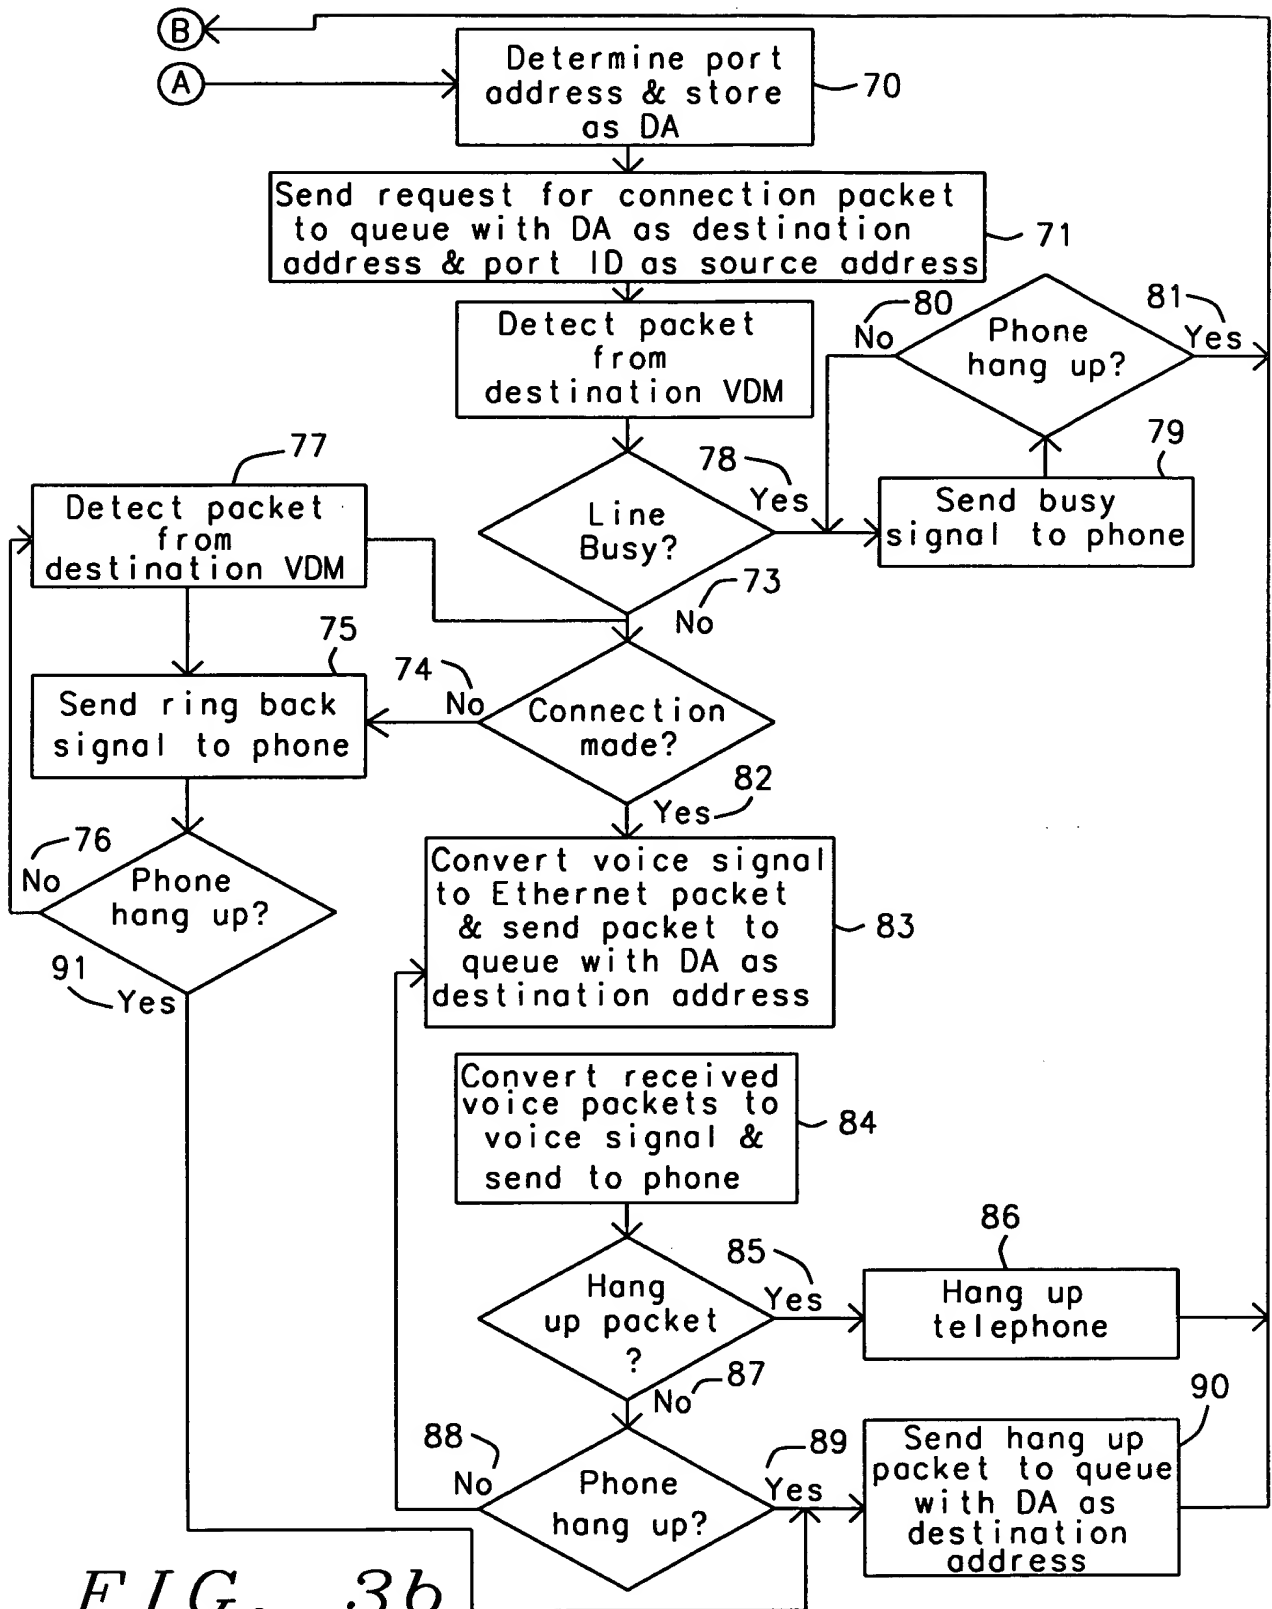 B
A
Determine port
address & store
as DA
70
Send request for connection packet
to queue with DA as destination
address & port ID as source address
71
Detect packet
from
destination VDM
80
No
Phone
hang up?
81
Yes
77
Detect packet
from
destination VDM
Line
Busy?
78
Yes
79
Send busy
signal to phone
73
No
75
Send ring back
signal to phone
74
No
Connection
made?
82
Yes
76
No
Phone
hang up?
91
Yes
Convert voice signal
to Ethernet packet
& send packet to
queue with DA as
destination address
83
Convert received
voice packets to
voice signal &
send to phone
84
Hang
up packet
?
85
Yes
86
Hang up
telephone
87
No
88
No
Phone
hang up?
89
Yes
90
Send hang up
packet to queue
with DA as
destination
address
FIG. 3b